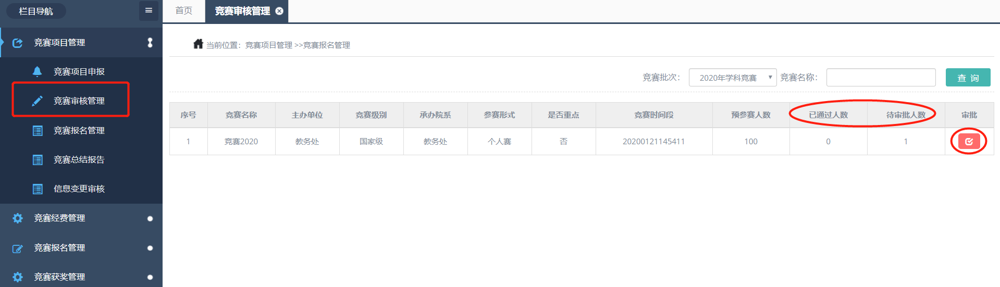 栏目导航
竞赛项目管理
竞赛项目申报
竞赛审核管理
竞赛报名管理
竞赛总结报告
信息变更审核
竞赛经费管理
竞赛报名管理
竞赛获奖管理
首页 竞赛审核管理
当前位置：竞赛项目管理 >>竞赛报名管理
竞赛批次： 2020年学科竞赛 竞赛名称： 查 询
序号 竞赛名称 主办单位 竞赛级别 承办院系 参赛形式 是否重点 竞赛时间段 预参赛人数 已通过人数 待审批人数 审批
1 竞赛2020 教务处 国家级 教务处 个人赛 否 20200121145411 100 0 1